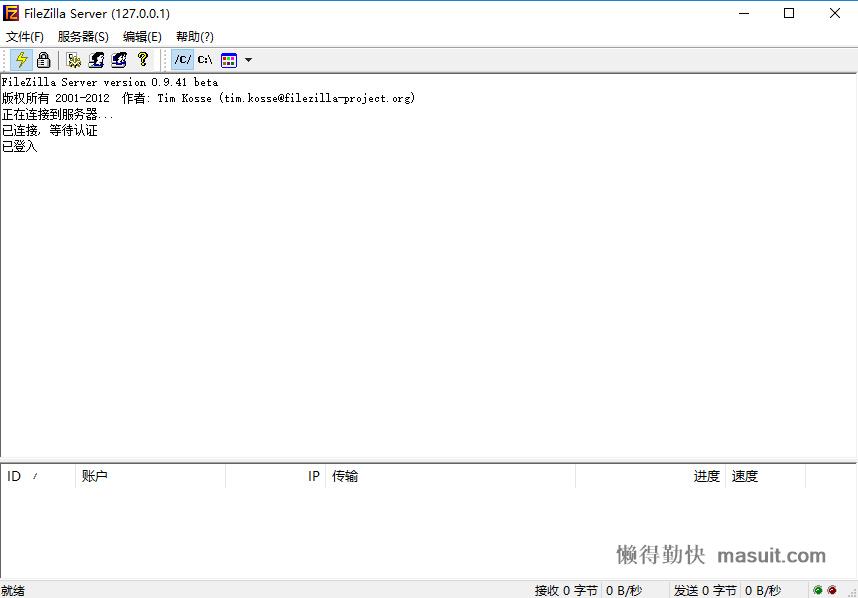 FileZilla Server (127.0.0.1)
文件(F) 服务器(S) 编辑(E) 帮助(?)
/C/ C:\
FileZilla Server version 0.9.41 beta
版权所有 2001-2012 作者: Tim Kosse (tim.kosse@filezilla-project.org)
正在连接到服务器...
已连接, 等待认证
已登入
ID / 账户 IP 传输 进度 速度
懒得勤快 masuit.com
就绪 接收 0 字节 0 B/秒 发送 0 字节 0 B/秒